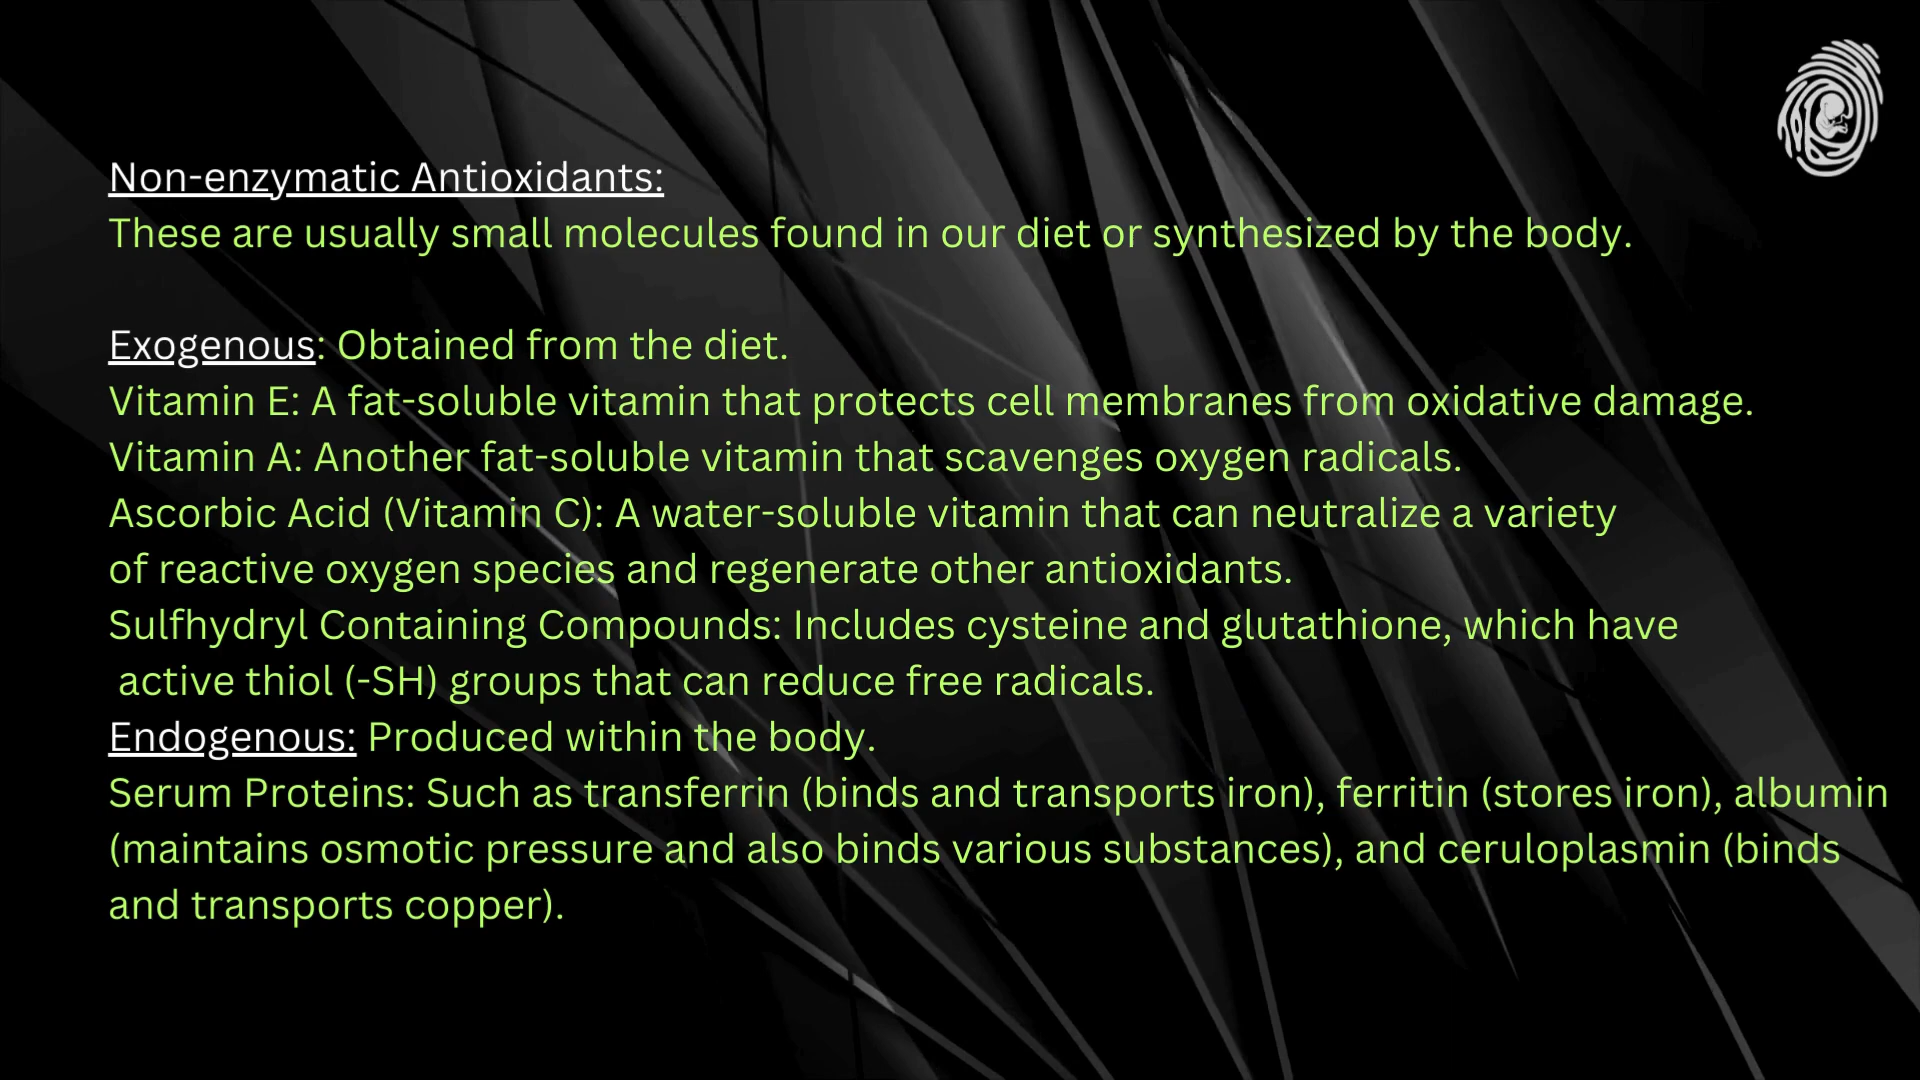 Non-enzymatic Antioxidants:
These are usually small molecules found in our diet or synthesized by the body.
Exogenous: Obtained from the diet.
Vitamin E: A fat-soluble vitamin that protects cell membranes from oxidative damage.
Vitamin A: Another fat-soluble vitamin that scavenges oxygen radicals.
Ascorbic Acid (Vitamin C): A water-soluble vitamin that can neutralize a variety
of reactive oxygen species and regenerate other antioxidants.
Sulfhydryl Containing Compounds: Includes cysteine and glutathione, which have
active thiol (-SH) groups that can reduce free radicals.
Endogenous: Produced within the body.
Serum Proteins: Such as transferrin (binds and transports iron), ferritin (stores iron), albumin
(maintains osmotic pressure and also binds various substances), and ceruloplasmin (binds
and transports copper).